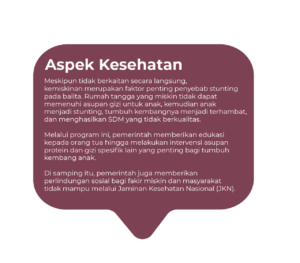 Aspek Kesehatan
Meskipun tidak berkaitan secara langsung,
kemiskinan merupakan faktor penting penyebab stunting
pada balita. Rumah tangga yang miskin tidak dapat
memenuhi asupan gizi untuk anak, kemudian anak
menjadi stunting, tumbuh kembangnya menjadi terhambat,
dan menghasilkan SDM yang tidak berkualitas.
Melalui program ini, pemerintah memberikan edukasi
kepada orang tua hingga melakukan intervensi asupan
protein dan gizi spesifik lain yang penting bagi tumbuh
kembang anak.
Di samping itu, pemerintah juga memberikan
perlindungan sosial bagi fakir miskin dan masyarakat
tidak mampu melalui Jaminan Kesehatan Nasional (JKN).